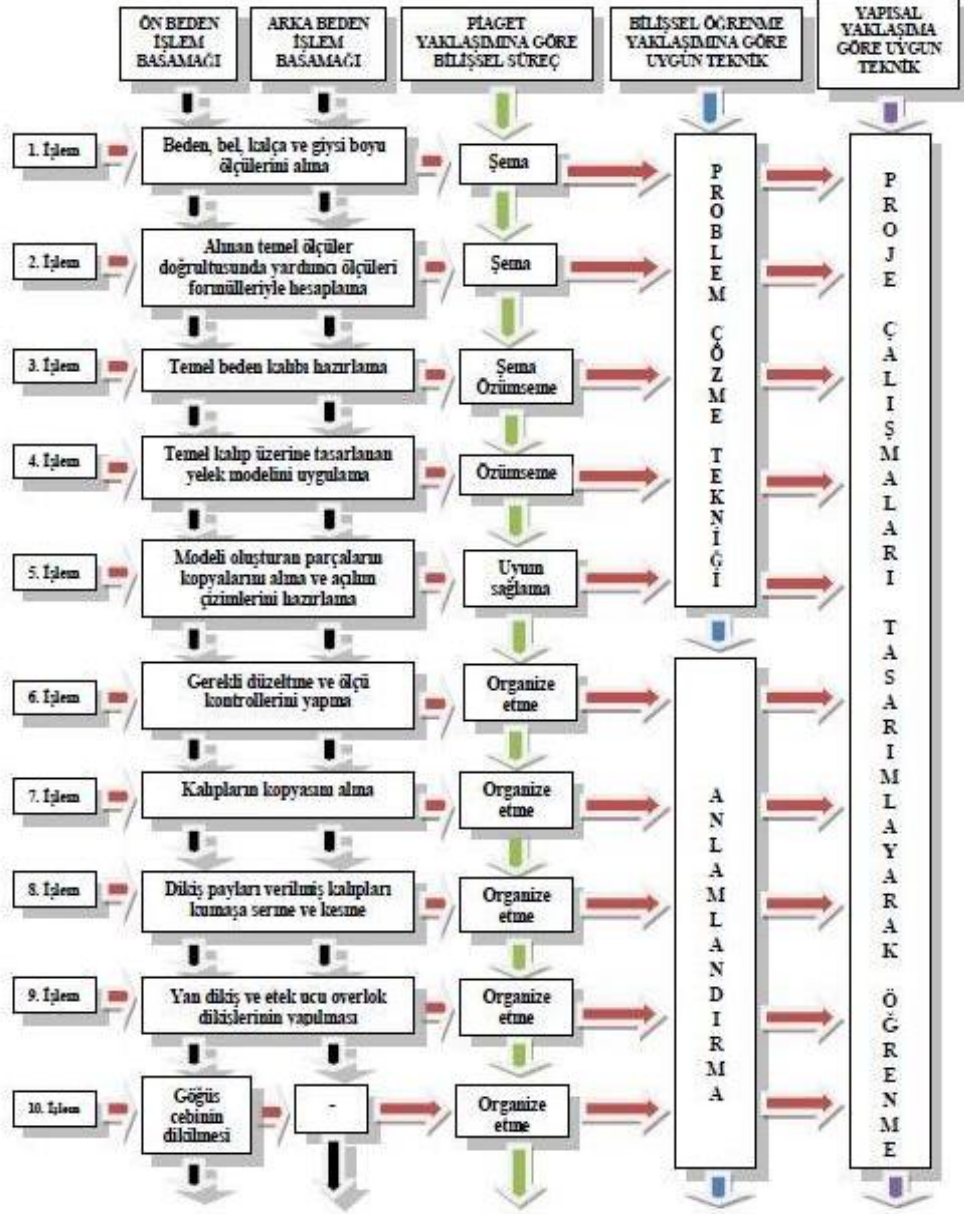 ÖN BEDEN
İŞLEM
BASAMAĞI
ARKA BEDEN
İŞLEM
BASAMAĞI
PİAGET
YAKLAŞIMINA GÖRE
BİLİŞSEL SÜREÇ
BİLİŞSEL ÖĞRENME
YAKLAŞIMINA GÖRE
UYGUN TEKNİK
YAPISAL
YAKLAŞIMA
GÖRE UYGUN
TEKNİK
1. İşlem
Beden, bel, kalça ve giysi boyu
ölçülerini alma
Şema
2. İşlem
Alınan temel ölçüler
doğrultusunda yardımcı ölçüleri
formülleriyle hesaplama
Şema
3. İşlem
Temel beden kalıbı hazırlama
Şema
Özümseme
4. İşlem
Temel kalıp üzerine tasarlanan
yelek modelini uygulama
Özümseme
5. İşlem
Modeli oluşturan parçaların
kopyalarını alma ve açılım
çizimlerini hazırlama
Uyum
sağlama
6. İşlem
Gerekli düzeltme ve ölçü
kontrollerini yapma
Organize
etme
7. İşlem
Kalıpların kopyasını alma
Organize
etme
8. İşlem
Dikiş payları verilmiş kalıpları
kumaşa serme ve kesme
Organize
etme
9. İşlem
Yan dikiş ve etek ucu overlok
dikişlerinin yapılması
Organize
etme
10. İşlem
Göğüs
cebinin
dikilmesi
-
Organize
etme
PROBLEM ÇÖZME TEKNİĞİ
ANLAMLANDIRMA
PROJE ÇALIŞMALARI TASARIMLAYARAK ÖĞRENME